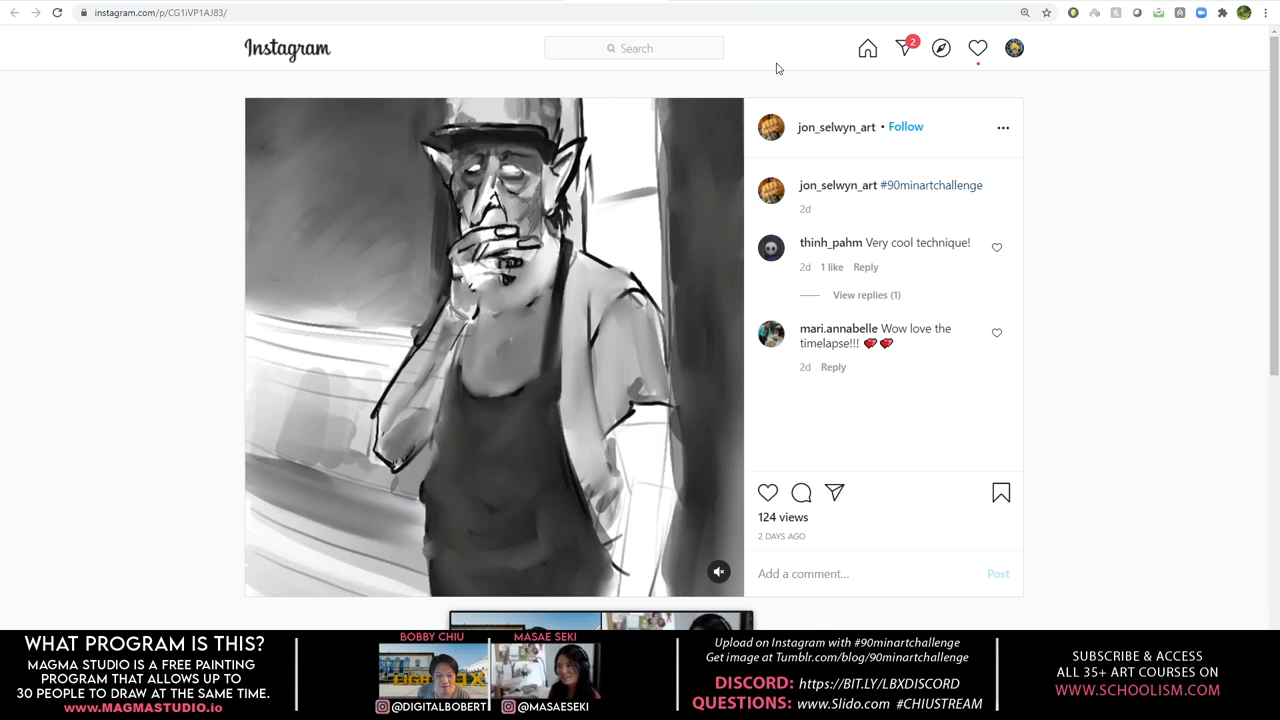 instagram.com/p/CG1iVP1AJ83/
Instagram
Search
2
jon_selwyn_art • Follow
jon_selwyn_art #90minartchallenge
2d
thinh_pahm Very cool technique!
2d 1 like Reply
View replies (1)
mari.annabelle Wow love the
timelapse!!! 💕💕
2d Reply
124 views
2 DAYS AGO
Add a comment...
Post
WHAT PROGRAM IS THIS?
MAGMA STUDIO IS A FREE PAINTING
PROGRAM THAT ALLOWS UP TO
30 PEOPLE TO DRAW AT THE SAME TIME.
www.MAGMASTUDIO.io
BOBBY CHIU
MASAE SEKI
@DIGITALBOBERT
@MASAESEKI
Upload on Instagram with #90minartchallenge
Get image at Tumblr.com/blog/90minartchallenge
DISCORD: https://BIT.LY/LBXDISCORD
QUESTIONS: www.Slido.com #CHIUSTREAM
SUBSCRIBE & ACCESS
ALL 35+ ART COURSES ON
WWW.SCHOOLISM.COM